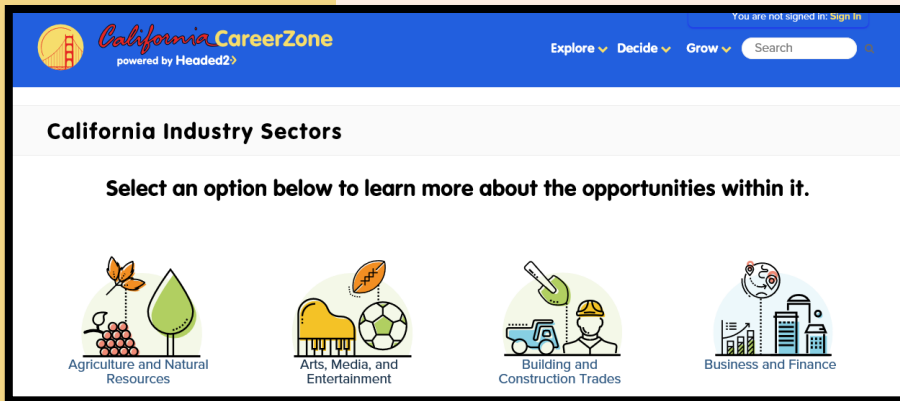 You are not signed in: Sign In
California CareerZone
powered by Headed2>
Explore Decide Grow Search
California Industry Sectors
Select an option below to learn more about the opportunities within it.
Agriculture and Natural
Resources
Arts, Media, and
Entertainment
Building and
Construction Trades
Business and Finance